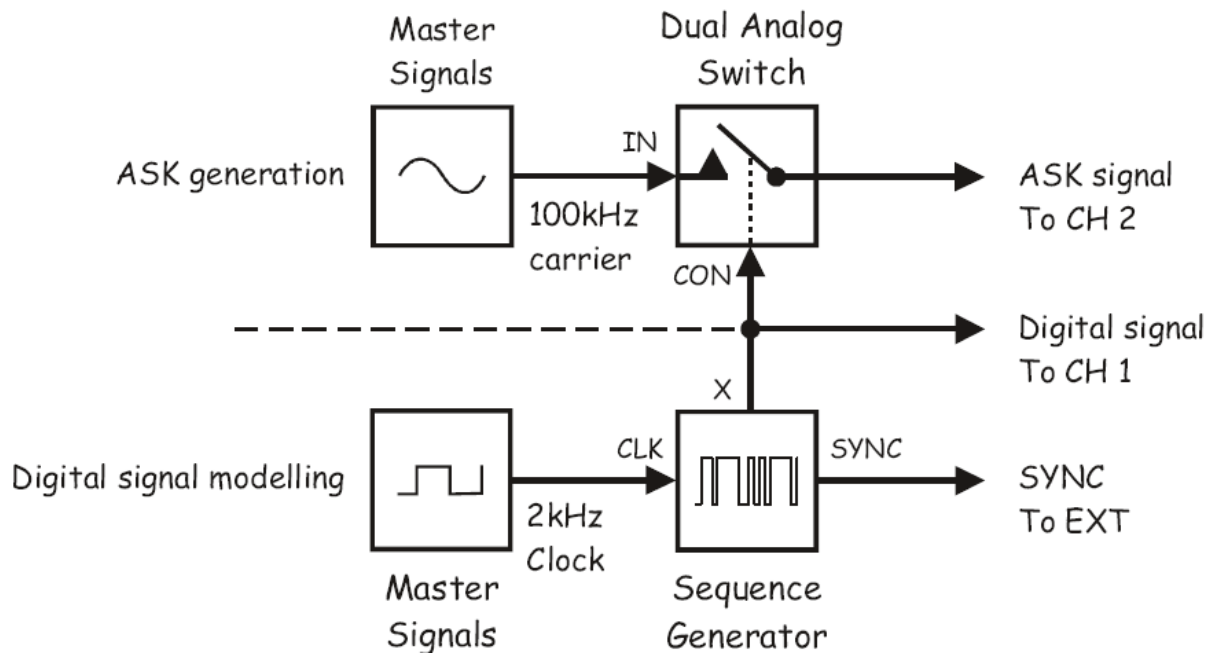 Master
Signals
Dual Analog
Switch
ASK generation
IN
100kHz
carrier
ASK signal
To CH 2
CON
Digital signal
To CH 1
X
Digital signal modelling
CLK
SYNC
2kHz
Clock
SYNC
To EXT
Master
Signals
Sequence
Generator